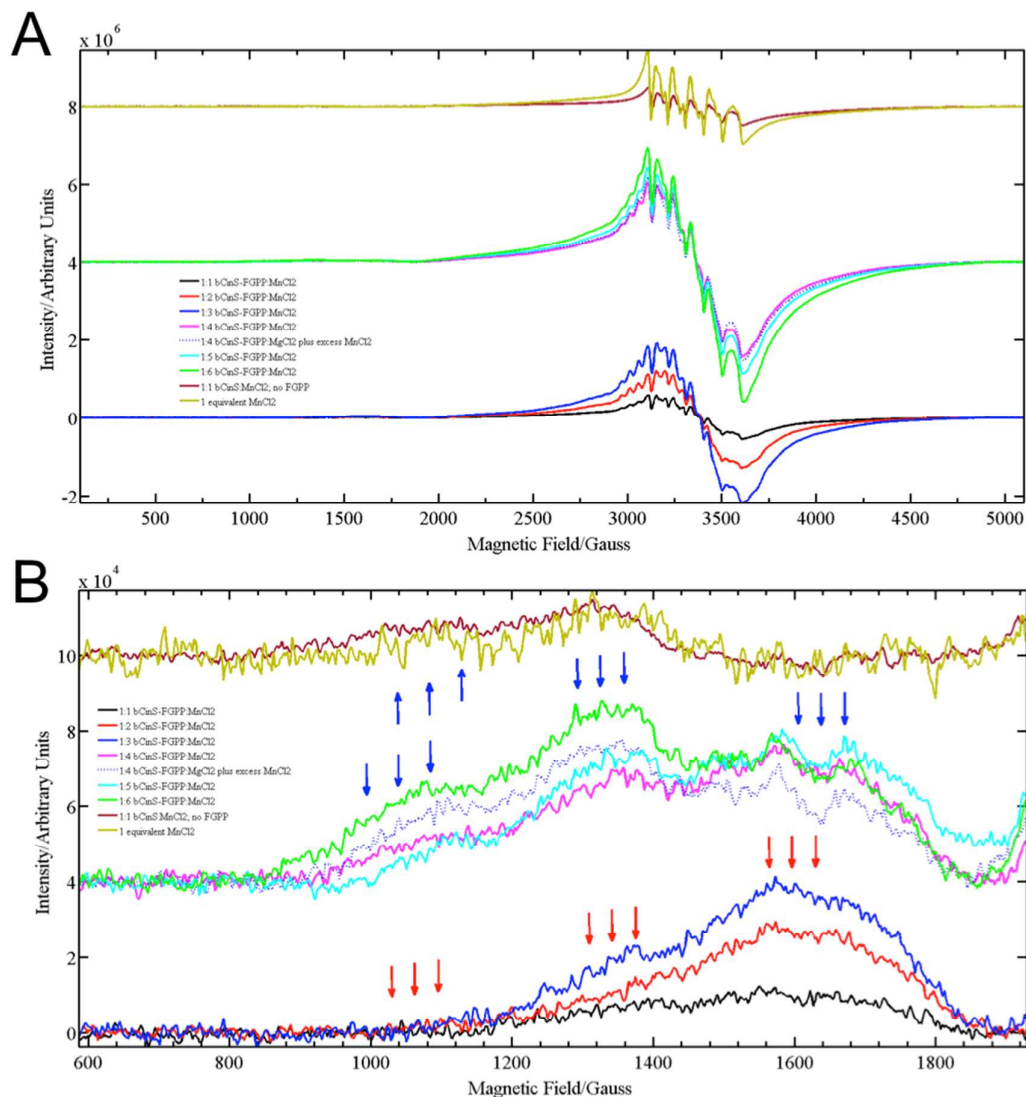 A
x 10^6
8
6
4
2
0
-2
Intensity/Arbitrary Units
1:1 bCinS-FGPP:MnCl2
1:2 bCinS-FGPP:MnCl2
1:3 bCinS-FGPP:MnCl2
1:4 bCinS-FGPP:MnCl2
1:4 bCinS-FGPP:MgCl2 plus excess MnCl2
1:5 bCinS-FGPP:MnCl2
1:6 bCinS-FGPP:MnCl2
1:1 bCinS:MnCl2; no FGPP
1 equivalent MnCl2
500 1000 1500 2000 2500 3000 3500 4000 4500 5000
Magnetic Field/Gauss
B
x 10^4
10
8
6
4
2
0
Intensity/Arbitrary Units
1:1 bCinS-FGPP:MnCl2
1:2 bCinS-FGPP:MnCl2
1:3 bCinS-FGPP:MnCl2
1:4 bCinS-FGPP:MnCl2
1:4 bCinS-FGPP:MgCl2 plus excess MnCl2
1:5 bCinS-FGPP:MnCl2
1:6 bCinS-FGPP:MnCl2
1:1 bCinS:MnCl2, no FGPP
1 equivalent MnCl2
600 800 1000 1200 1400 1600 1800
Magnetic Field/Gauss